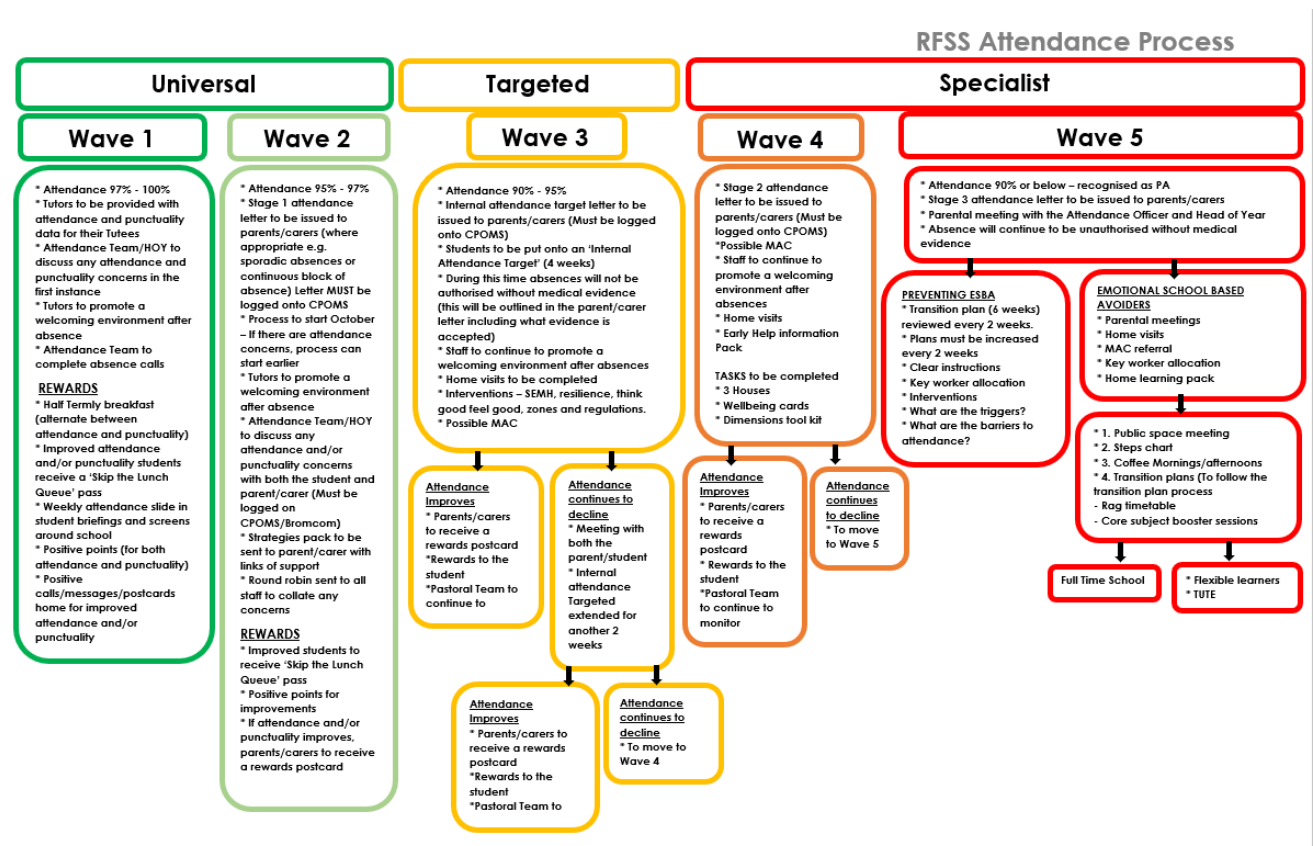 RFSS Attendance Process
Universal
Targeted
Specialist
Wave 1
Wave 2
Wave 3
Wave 4
Wave 5
* Attendance 97% - 100%
* Tutors to be provided with
attendance and punctuality
data for their Tutees
* Attendance Team/HOY to
discuss any attendance and
punctuality concerns in the
first instance
* Tutors to promote a
welcoming environment after
absence
* Attendance Team to
complete absence calls
REWARDS
* Half Termly breakfast
(alternate between
attendance and punctuality)
* Improved attendance
and/or punctuality students
receive a ‘Skip the Lunch
Queue’ pass
* Weekly attendance slide in
student briefings and screens
around school
* Positive points (for both
attendance and punctuality)
* Positive
calls/messages/postcards
home for improved
attendance and/or
punctuality
* Attendance 95% - 97%
* Stage 1 attendance
letter to be issued to
parents/carers (where
appropriate e.g.
sporadic absences or
continuous block of
absence) Letter MUST be
logged onto CPOMS
* Process to start October
– If there are attendance
concerns, process can
start earlier
* Tutors to promote a
welcoming environment
after absence
* Attendance Team/HOY
to discuss any
attendance and/or
punctuality concerns
with both the student and
parent/carer (Must be
logged on
CPOMS/Bromcom)
* Strategies pack to be
sent to parent/carer with
links of support
* Round robin sent to all
staff to collate any
concerns
REWARDS
* Improved students to
receive ‘Skip the Lunch
Queue’ pass
* Positive points for
improvements
* If attendance and/or
punctuality improves,
parents/carers to receive
a rewards postcard
* Attendance 90% - 95%
* Internal attendance target letter to be
issued to parents/carers (Must be logged
onto CPOMS)
* Students to be put onto an ‘Internal
Attendance Target’ (4 weeks)
* During this time absences will not be
authorised without medical evidence
(this will be outlined in the parent/carer
letter including what evidence is
accepted)
* Staff to continue to promote a
welcoming environment after absences
* Home visits to be completed
* Interventions – SEMH, resilience, think
good feel good, zones and regulations.
* Possible MAC
Attendance
Improves
* Parents/carers
to receive a
rewards postcard
*Rewards to the
student
*Pastoral Team to
continue to
Attendance
continues to
decline
* Meeting with
both the
parent/student
* Internal
attendance
Targeted
extended for
another 2
weeks
Attendance
Improves
* Parents/carers to
receive a rewards
postcard
*Rewards to the
student
*Pastoral Team to
Attendance
continues to
decline
* To move to
Wave 4
* Stage 2 attendance
letter to be issued to
parents/carers (Must be
logged onto CPOMS)
*Possible MAC
* Staff to continue to
promote a welcoming
environment after
absences
* Home visits
* Early Help information
Pack
TASKS to be completed
* 3 Houses
* Wellbeing cards
* Dimensions tool kit
Attendance
Improves
* Parents/carers
to receive a
rewards
postcard
* Rewards to the
student
*Pastoral Team
to continue to
monitor
Attendance
continues
to decline
* To move
to Wave 5
* Attendance 90% or below – recognised as PA
* Stage 3 attendance letter to be issued to parents/carers
* Parental meeting with the Attendance Officer and Head of Year
* Absence will continue to be unauthorised without medical
evidence
PREVENTING ESBA
* Transition plan (6 weeks)
reviewed every 2 weeks.
* Plans must be increased
every 2 weeks
* Clear instructions
* Key worker allocation
* Interventions
* What are the triggers?
* What are the barriers to
attendance?
EMOTIONAL SCHOOL BASED
AVOIDERS
* Parental meetings
* Home visits
* MAC referral
* Key worker allocation
* Home learning pack
* 1. Public space meeting
* 2. Steps chart
* 3. Coffee Mornings/afternoons
* 4. Transition plans (To follow the
transition plan process
- Rag timetable
- Core subject booster sessions
Full Time School
* Flexible learners
* TUTE